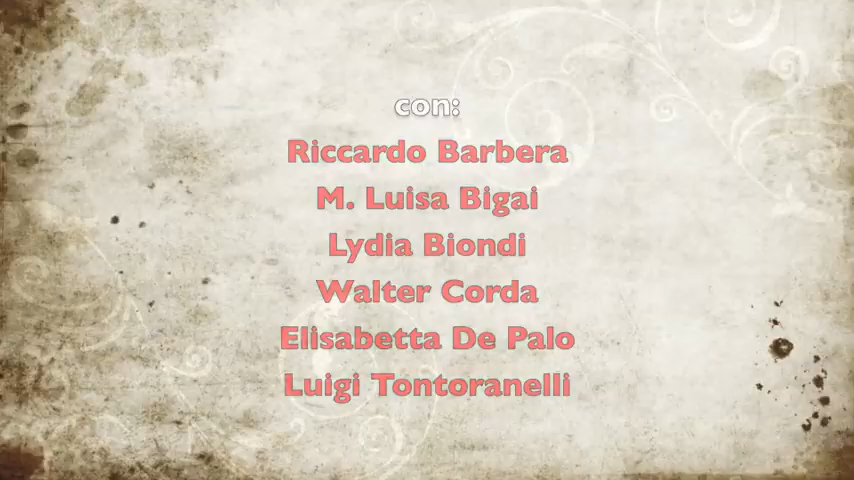 con:
Riccardo Barbera
M. Luisa Bigai
Lydia Biondi
Walter Corda
Elisabetta De Palo
Luigi Tontoranelli